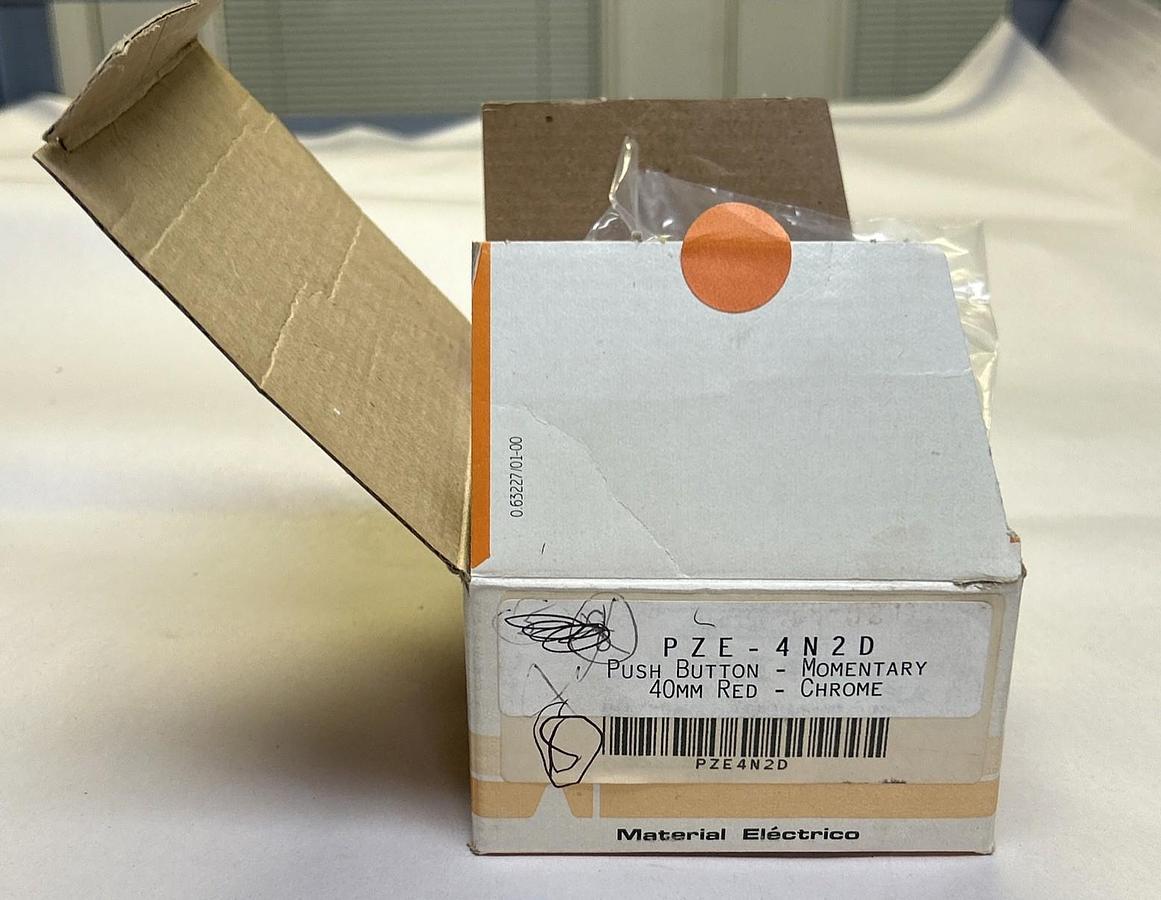 0.63227/01-00
PZE-4N2D
PUSH BUTTON - MOMENTARY
40MM RED - CHROME
PZE4N2D
Material Eléctrico